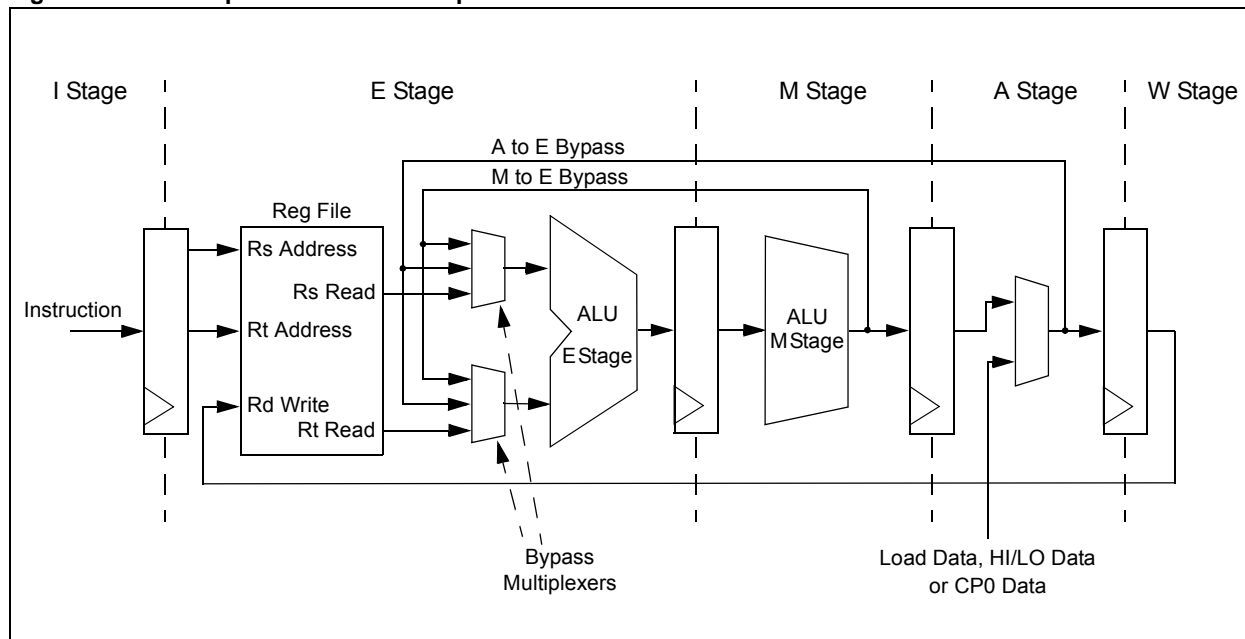 I Stage
E Stage
M Stage
A Stage
W Stage
A to E Bypass
M to E Bypass
Reg File
Rs Address
Rs Read
Instruction
Rt Address
ALU
E Stage
ALU
M Stage
Rd Write
Rt Read
Bypass
Multiplexers
Load Data, HI/LO Data
or CP0 Data